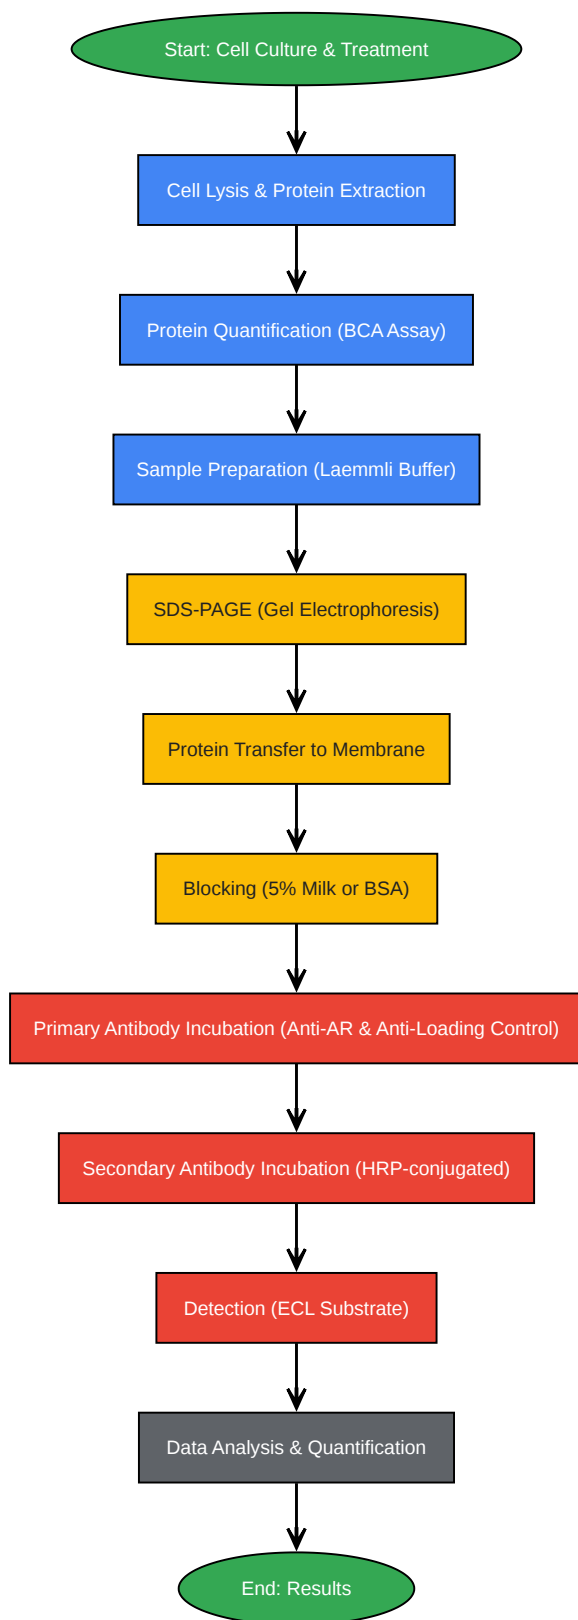 Start: Cell Culture & Treatment
Cell Lysis & Protein Extraction
Protein Quantification (BCA Assay)
Sample Preparation (Laemmli Buffer)
SDS-PAGE (Gel Electrophoresis)
Protein Transfer to Membrane
Blocking (5% Milk or BSA)
Primary Antibody Incubation (Anti-AR & Anti-Loading Control)
Secondary Antibody Incubation (HRP-conjugated)
Detection (ECL Substrate)
Data Analysis & Quantification
End: Results